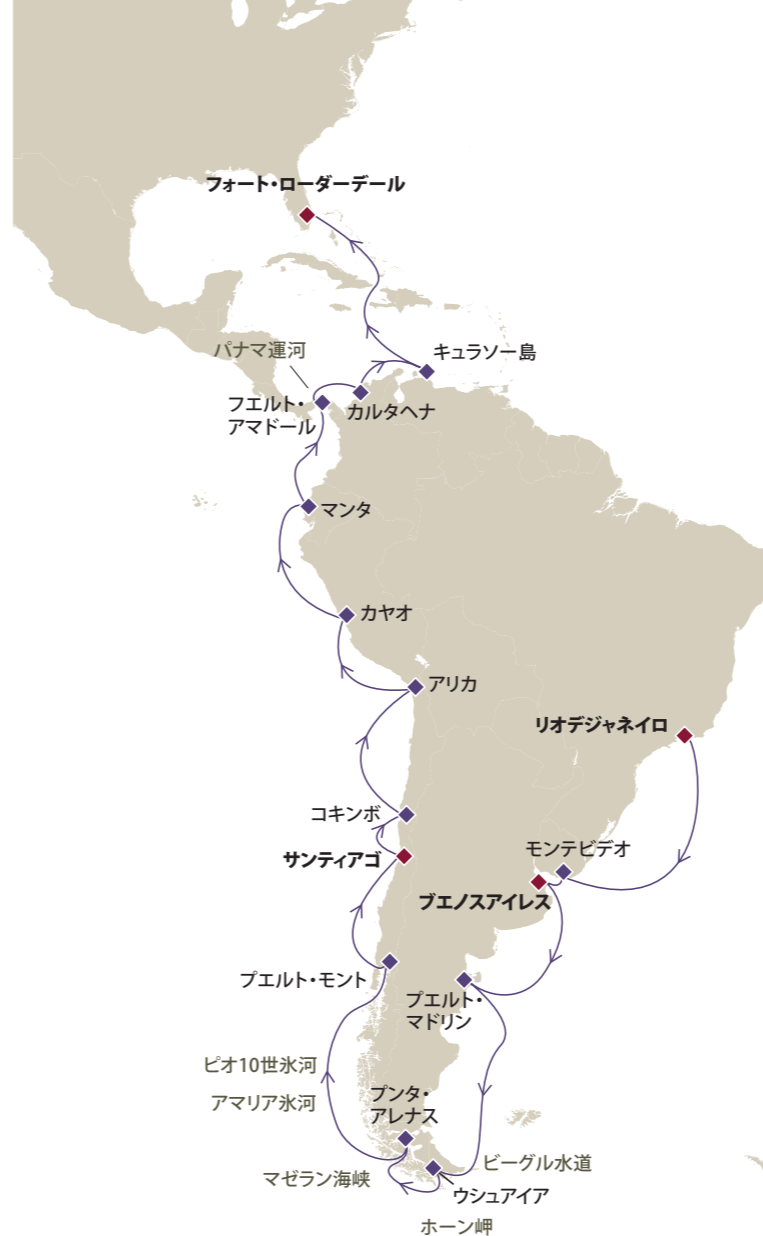 フォート・ローダーデール
キュラソー島
パナマ運河
フエルト・
アマドール
カルタヘナ
マンタ
カヤオ
アリカ
リオデジャネイロ
コキンボ
モンテビデオ
サンティアゴ
ブエノスアイレス
プエルト・モント
プエルト・
マドリン
ピオ10世氷河
アマリア氷河
プンタ・
アレナス
ビーグル水道
マゼラン海峡
ウシュアイア
ホーン岬